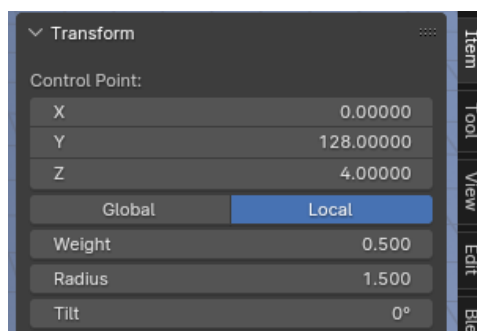 Transform
Control Point:
X 0.00000
Y 128.00000
Z 4.00000
Global Local
Weight 0.500
Radius 1.500
Tilt 0°
Item
Tool
View
Edit